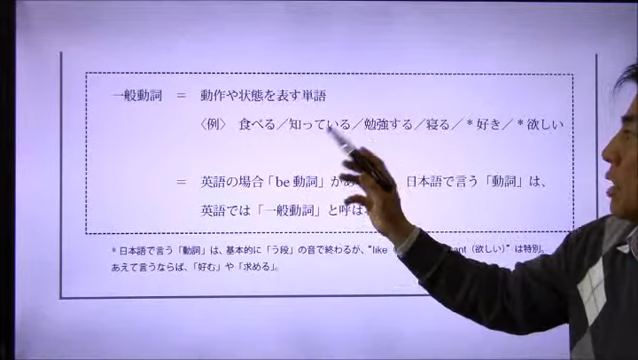 一般動詞 = 動作や状態を表す単語
〈例〉 食べる/知っている/勉強する/寝る/*好き/*欲しい
= 英語の場合「be動詞」が 日本語で言う「動詞」は、
英語では「一般動詞」と呼
*日本語で言う「動詞」は、基本的に「う段」の音で終わるが、"like ant(欲しい)"は特別。
あえて言うならば、「好む」や「求める」。